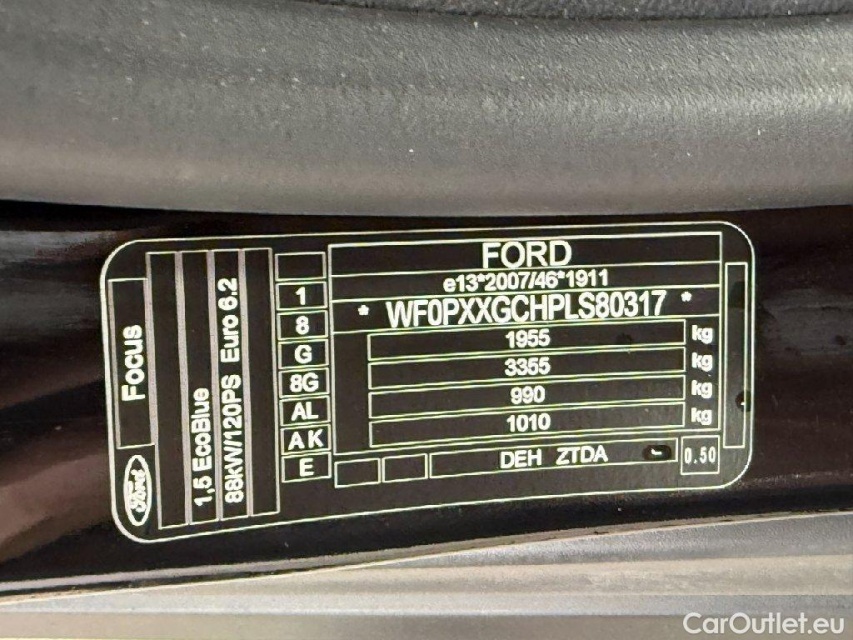 FORD
e13*2007/46*1911
* WF0PXXGCHPLS80317 *
1955 kg
3355 kg
990 kg
1010 kg
DEH ZTDA
0.50
1
8
G
8G
AL
AK
E
Focus
Ford
1,5 EcoBlue
88kW/120PS Euro 6.2
CarOutlet.eu